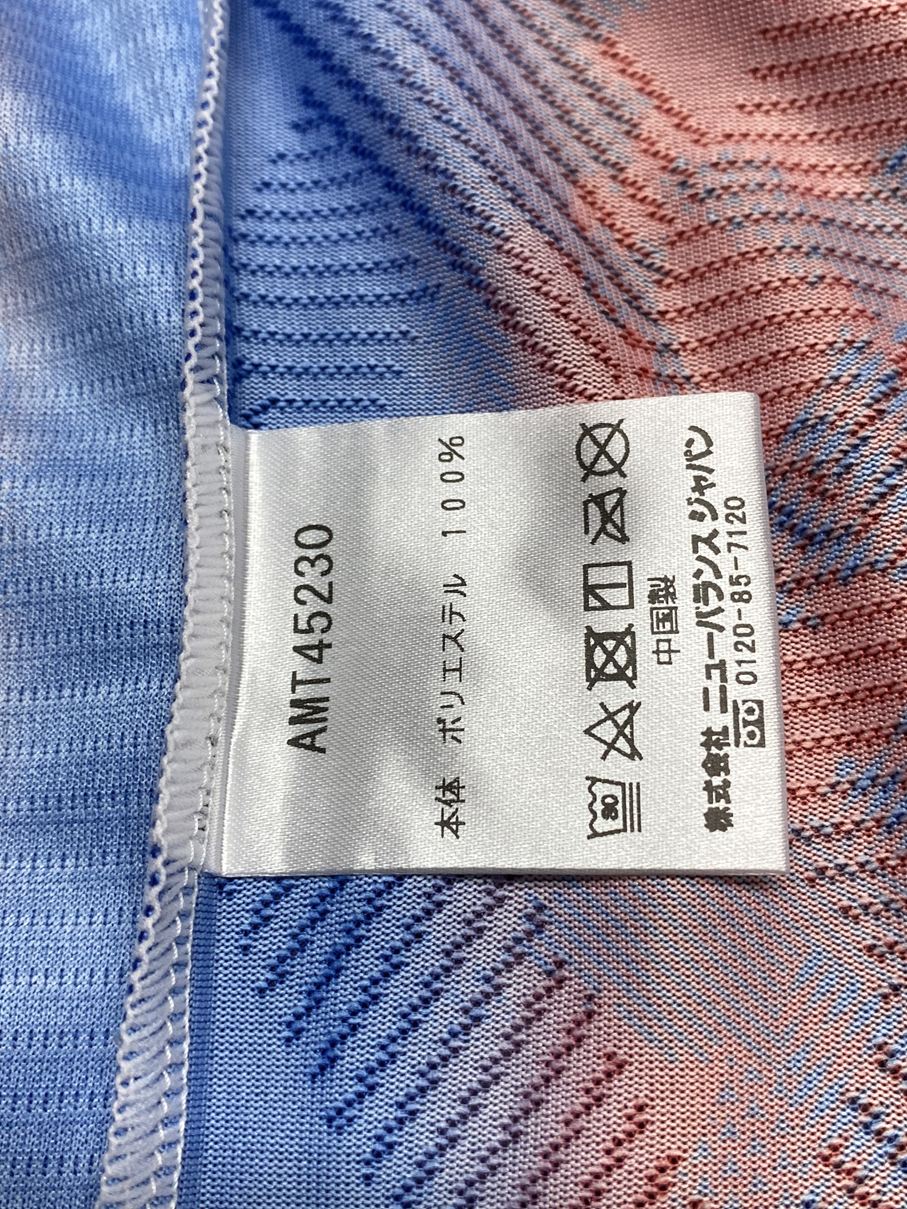 AMT45230
本体 ポリエステル 100%
30
中国製
株式会社 ニューバランス ジャパン
0120-85-7120